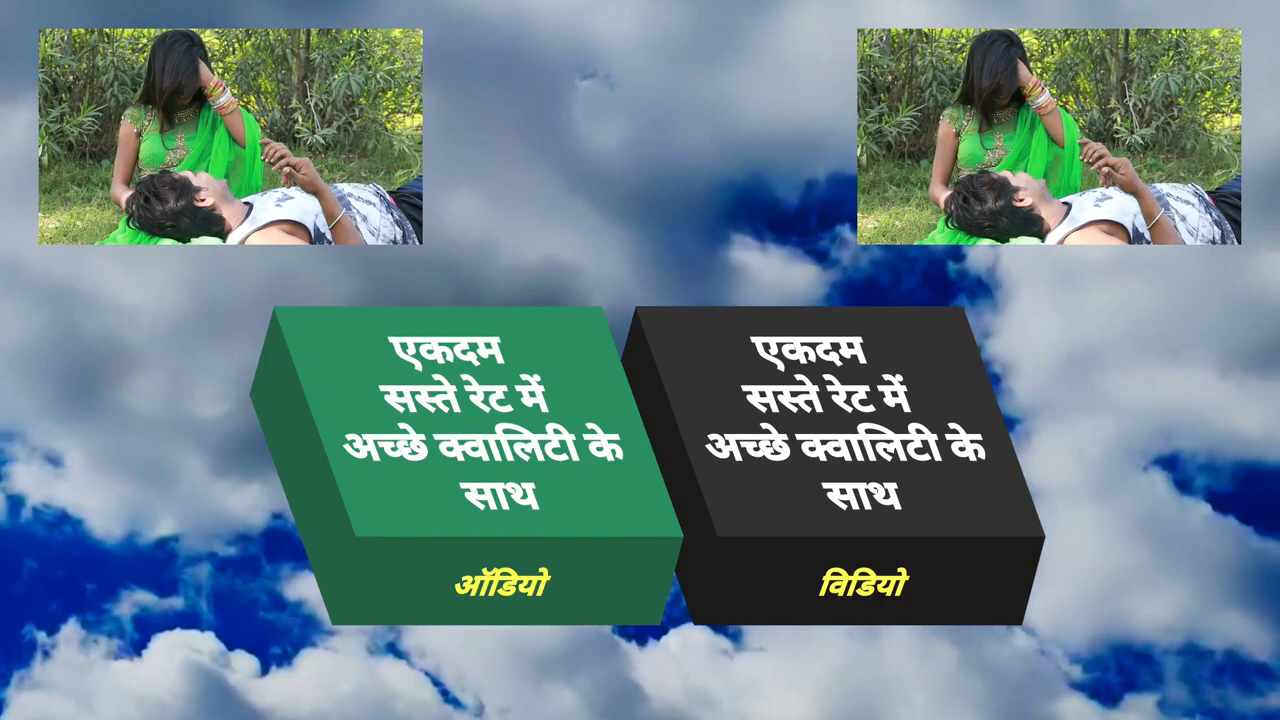 एकदम
सस्ते रेट में
अच्छे क्वालिटी के
साथ
ऑडियो
एकदम
सस्ते रेट में
अच्छे क्वालिटी के
साथ
विडियो